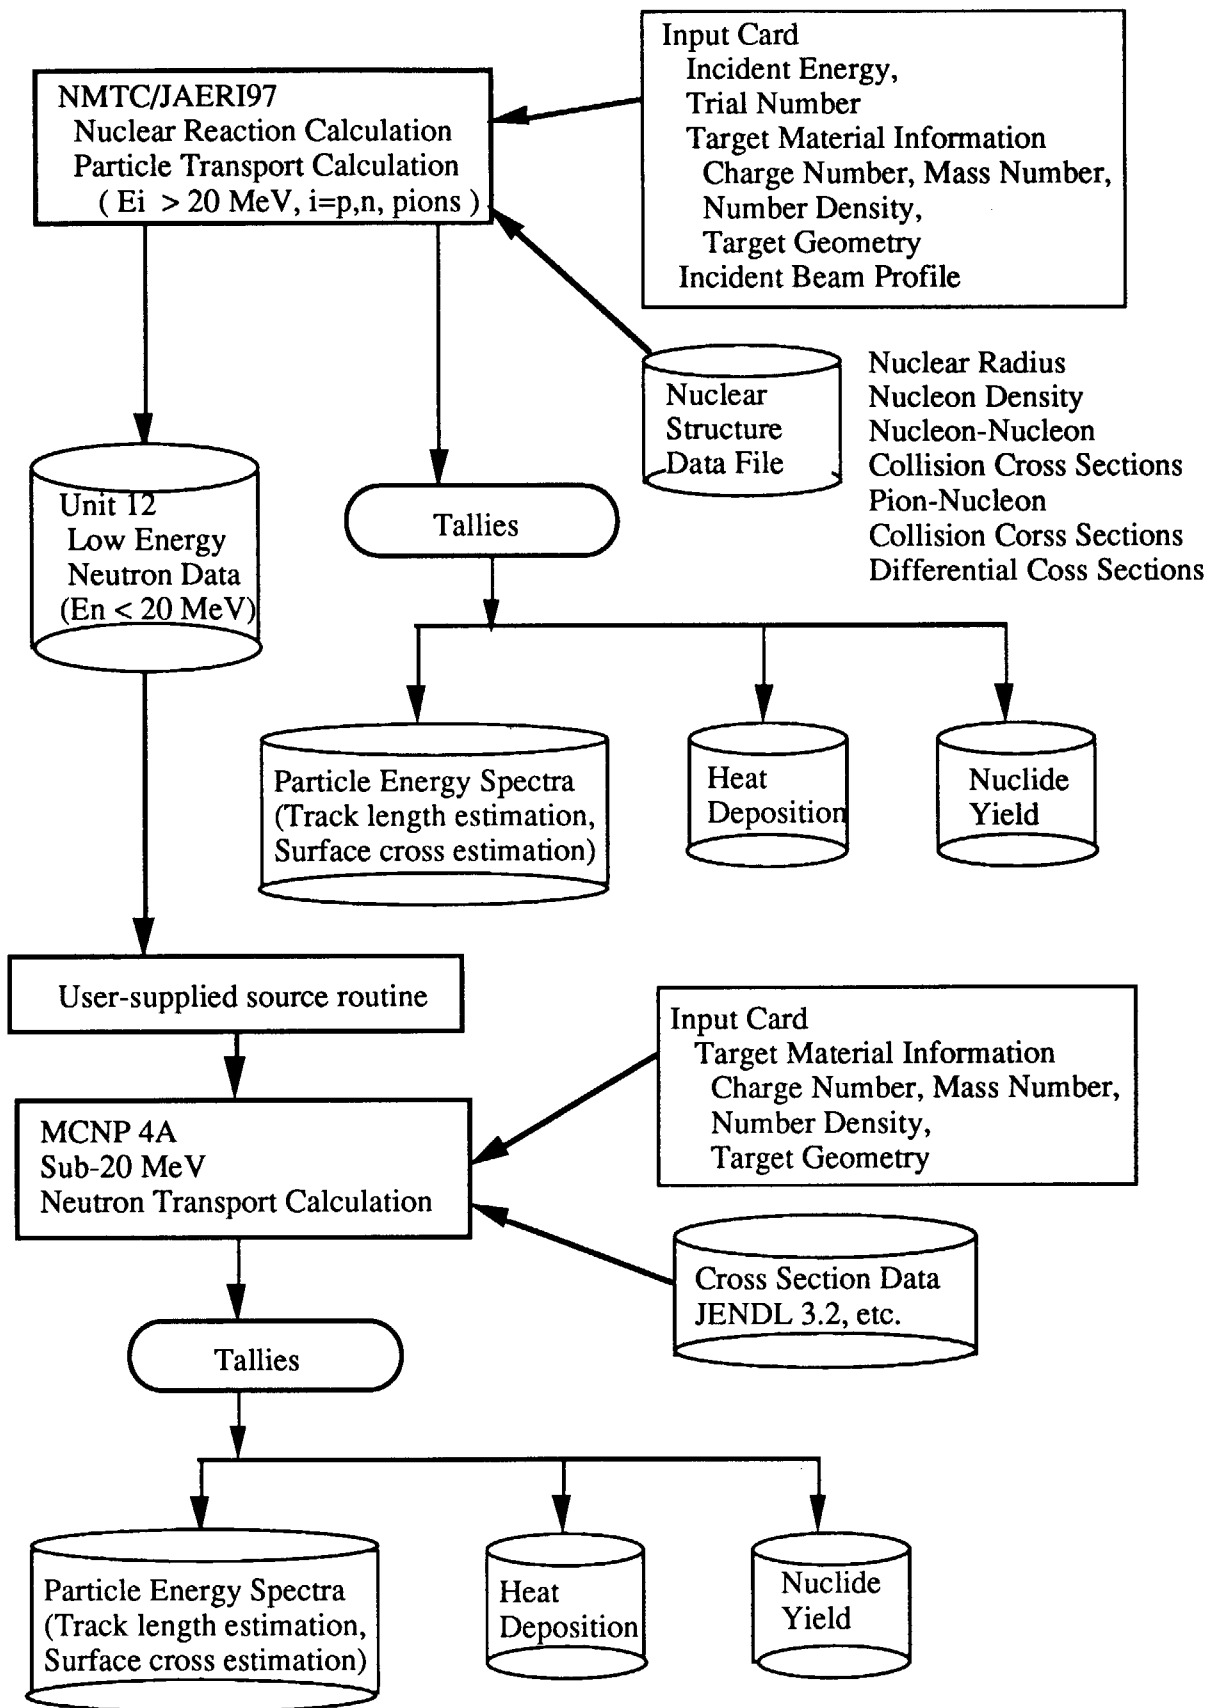 Input Card
Incident Energy,
Trial Number
Target Material Information
Charge Number, Mass Number,
Number Density,
Target Geometry
Incident Beam Profile
NMTC/JAERI97
Nuclear Reaction Calculation
Particle Transport Calculation
( Ei > 20 MeV, i=p,n, pions )
Nuclear
Structure
Data File
Nuclear Radius
Nucleon Density
Nucleon-Nucleon
Collision Cross Sections
Pion-Nucleon
Collision Corss Sections
Differential Coss Sections
Unit 12
Low Energy
Neutron Data
(En < 20 MeV)
Tallies
Particle Energy Spectra
(Track length estimation,
Surface cross estimation)
Heat
Deposition
Nuclide
Yield
User-supplied source routine
Input Card
Target Material Information
Charge Number, Mass Number,
Number Density,
Target Geometry
MCNP 4A
Sub-20 MeV
Neutron Transport Calculation
Cross Section Data
JENDL 3.2, etc.
Tallies
Particle Energy Spectra
(Track length estimation,
Surface cross estimation)
Heat
Deposition
Nuclide
Yield